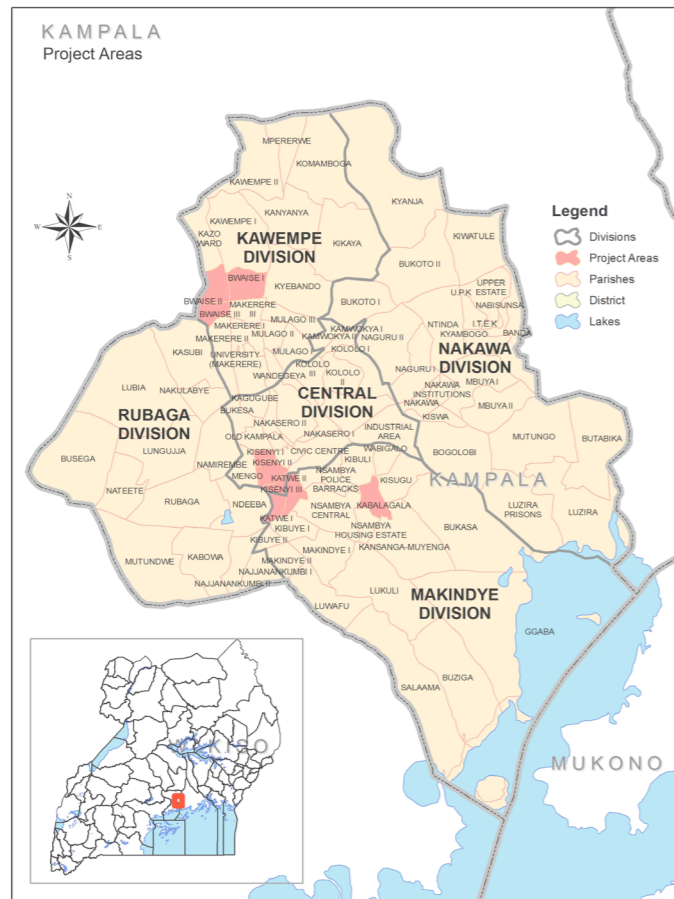 KAMPALA
Project Areas
N
W
E
S
Legend
Divisions
Project Areas
Parishes
District
Lakes
MPERERWE
KOMAMBOGA
KAWEMPE II
KYANJA
KANYANYA
KAWEMPE I
KAZO
WARD
KAWEMPE
DIVISION
KIKAYA
KIWATULE
BUKOTO II
BWAISE I
KYEBANDO
UPPER
ESTATE
U.P.K
NABISUNSA
BWAISE II
BWAISE III
MAKERERE
III
BUKOTO I
MAKERERE I
MULAGO III
MULAGO II
MAKERERE II
KAMWOKYA I
KAMWOKYA II
NAGURU II
NTINDA
I.T.E.K
KYAMBOGO
BANDA
KASUBI
UNIVERSITY
(MAKERERE)
MULAGO I
KOLOLO I
NAKAWA
DIVISION
WANDEGEYA
KOLOLO
III
KOLOLO
II
NAGURU I
MBUYA I
LUBIA
NAKULABYE
KAGUGUBE
BUKESA
CENTRAL
DIVISION
NAKAWA
INSTITUTIONS
NAKAWA
MBUYA II
KISWA
RUBAGA
DIVISION
NAKASERO II
OLD KAMPALA
NAKASERO I
INDUSTRIAL
AREA
MUTUNGO
BUTABIKA
LUNGUJJA
KISENYI I
CIVIC CENTRE
WABIGALO
BOGOLOBI
BUSEGA
NAMIREMBE
KISENYI II
KIBULI
NATEETE
MENGO
KATWE II
NSAMBYA
POLICE
BARRACKS
KISUGU
KAMPALA
KISENYI III
RUBAGA
NDEEBA
NSAMBYA
CENTRAL
KABALAGALA
LUZIRA
PRISONS
LUZIRA
KATWE I
KIBUYE I
NSAMBYA
HOUSING ESTATE
BUKASA
KIBUYE II
KANSANGA-MUYENGA
MUTUNDWE
KABOWA
MAKINDYE I
MAKINDYE II
NAJJANANKUMBI I
NAJJANANKUMBI II
LUKULI
MAKINDYE
DIVISION
LUWAFU
GGABA
BUZIGA
SALAAMA
WAKISO
MUKONO